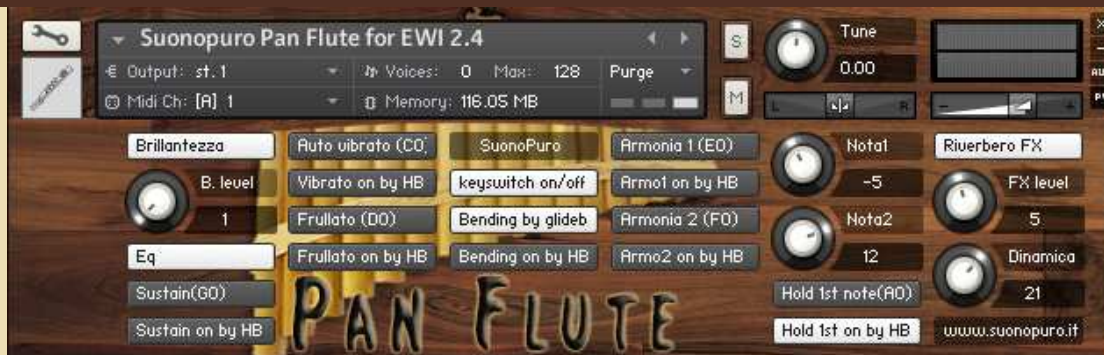 Suonopuro Pan Flute for EWI 2.4
S
Tune
Output: st. 1
Voices: 0 Max: 128
Purge
0.00
Midi Ch: [A] 1
Memory: 116.05 MB
M
L
R
-
+
Brillantezza
Auto vibrato (C0)
SuonoPuro
Armonia 1 (E0)
Nota1
Riverbero FX
B. level
Vibrato on by HB
keyswitch on/off
Armo1 on by HB
-5
FX level
1
Frullato (D0)
Bending by glideb
Armonia 2 (F0)
Nota2
5
Eq
Frullato on by HB
Bending on by HB
Armo2 on by HB
12
Dinamica
Sustain(G0)
PAN FLUTE
Hold 1st note(A0)
21
Sustain on by HB
Hold 1st on by HB
www.suonopuro.it